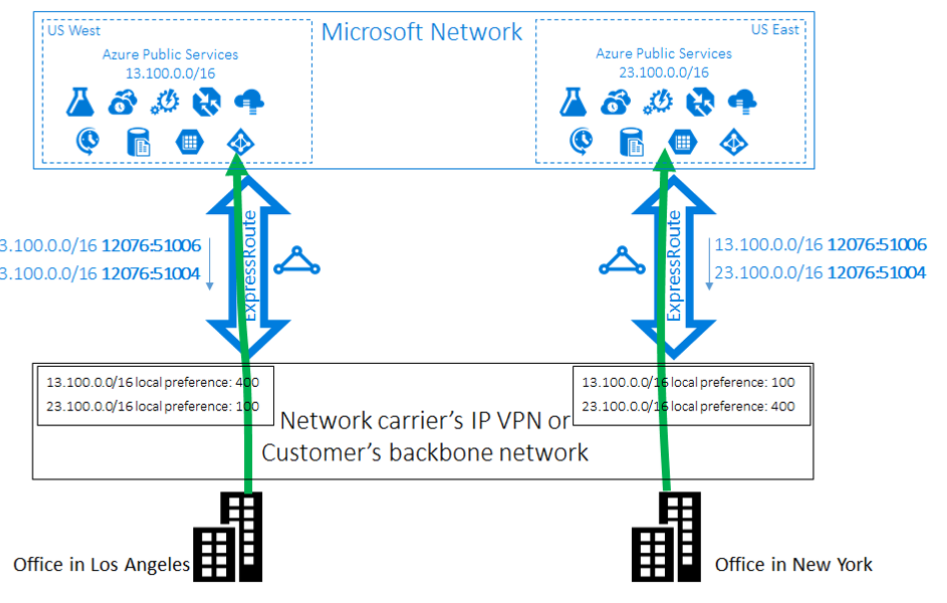 US West
Microsoft Network
US East
Azure Public Services
13.100.0.0/16
Azure Public Services
23.100.0.0/16
ExpressRoute
3.100.0.0/16 12076:51006
3.100.0.0/16 12076:51004
ExpressRoute
13.100.0.0/16 12076:51006
23.100.0.0/16 12076:51004
13.100.0.0/16 local preference: 400
23.100.0.0/16 local preference: 100
13.100.0.0/16 local preference: 100
23.100.0.0/16 local preference: 400
Network carrier's IP VPN or
Customer's backbone network
Office in Los Angeles
Office in New York